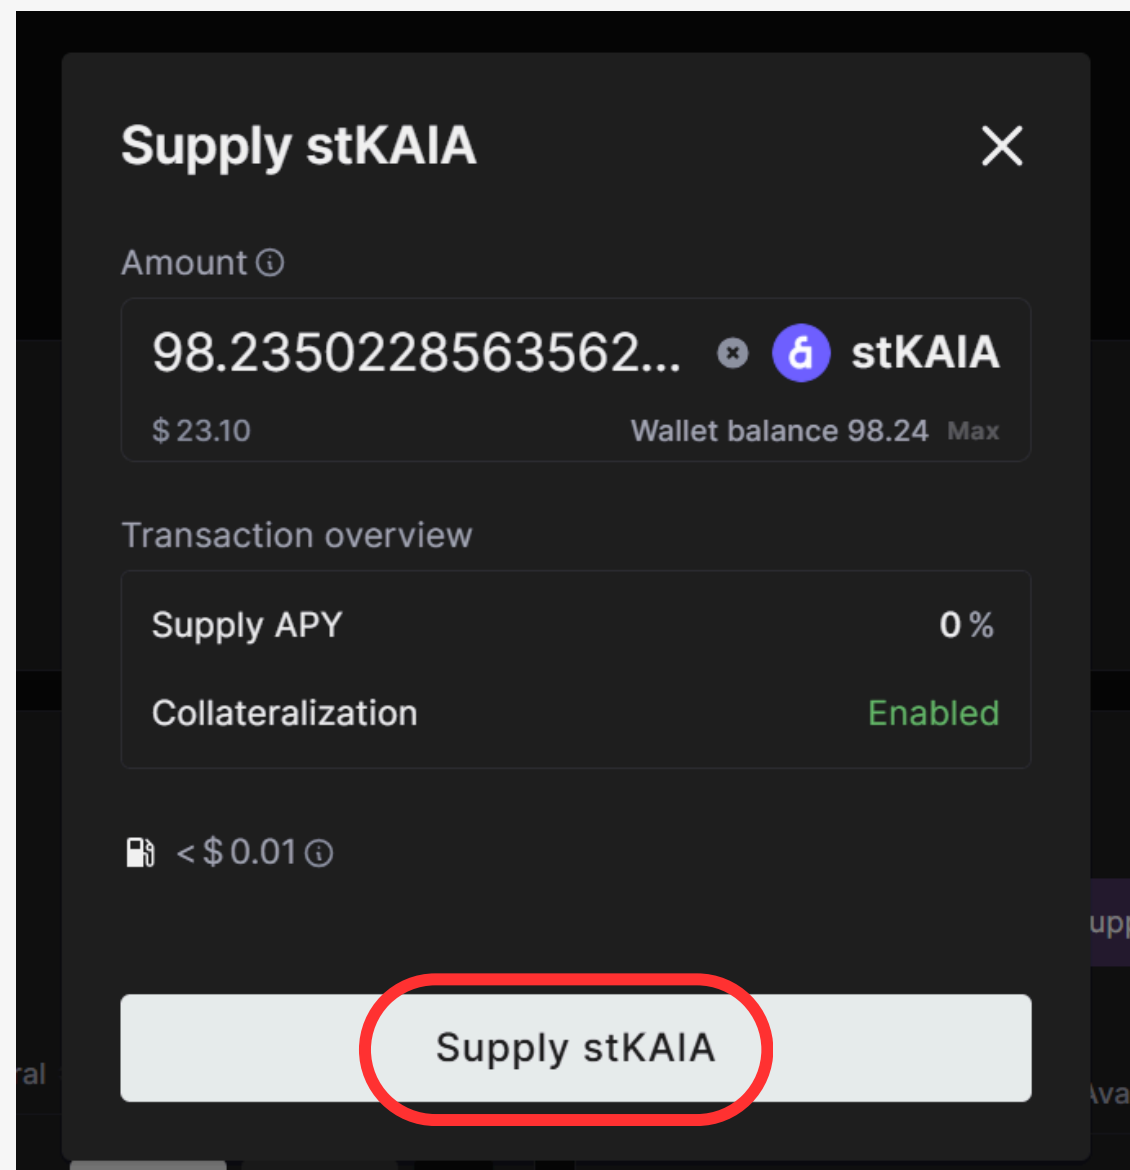 Supply stKAIA
Amount
98.2350228563562... stKAIA
$ 23.10 Wallet balance 98.24 Max
Transaction overview
Supply APY 0 %
Collateralization Enabled
< $ 0.01
Supply stKAIA